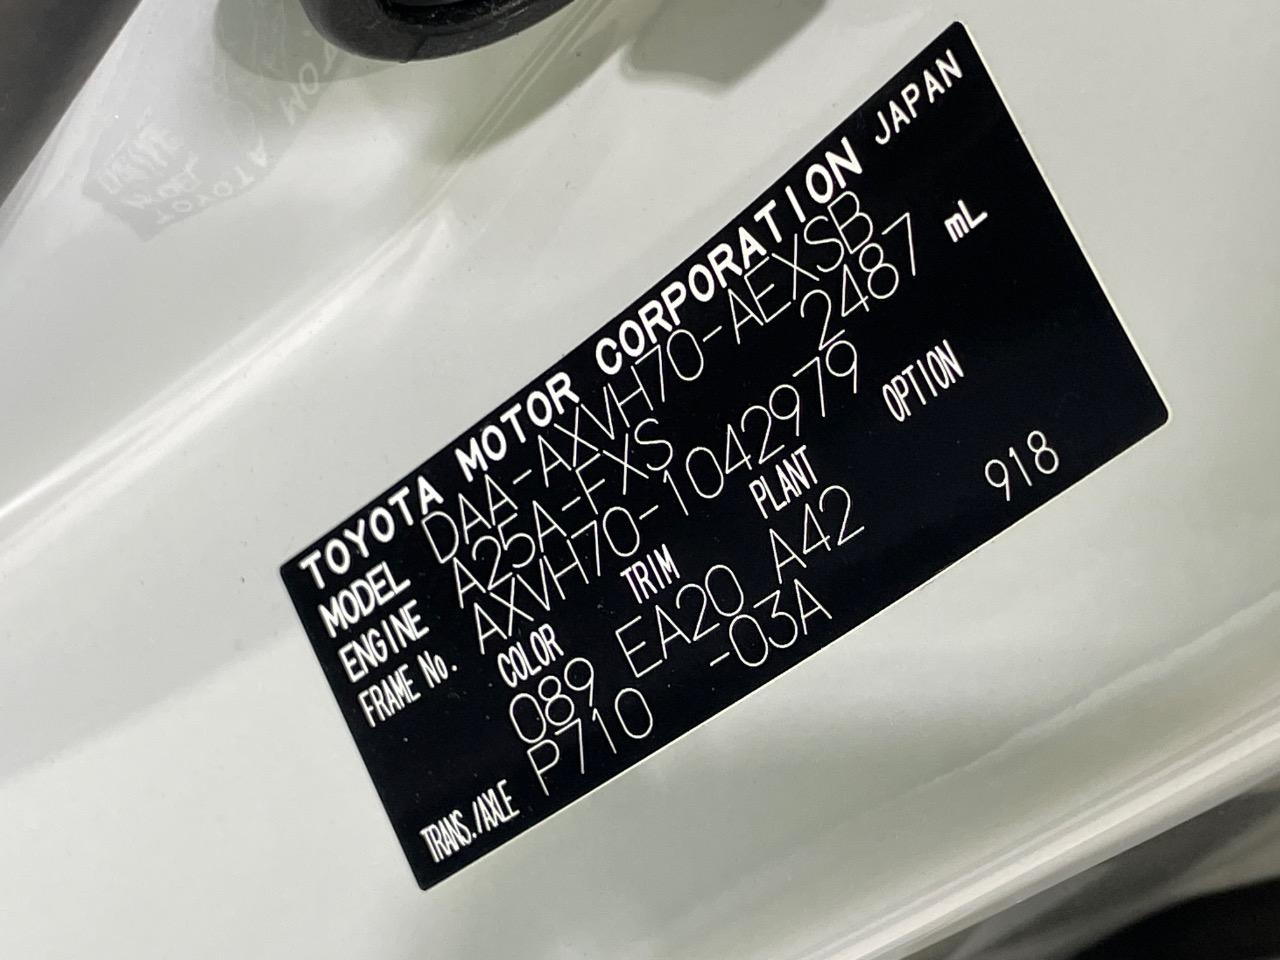 TOYOTA MOTOR CORPORATION JAPAN
MODEL DAA-AXVH70-AEXSB
ENGINE A25A-FXS 2487 mL
FRAME No. AXVH70-1042979
COLOR TRIM PLANT OPTION
089 EA20 A42 918
TRANS./AXLE P710 -03A